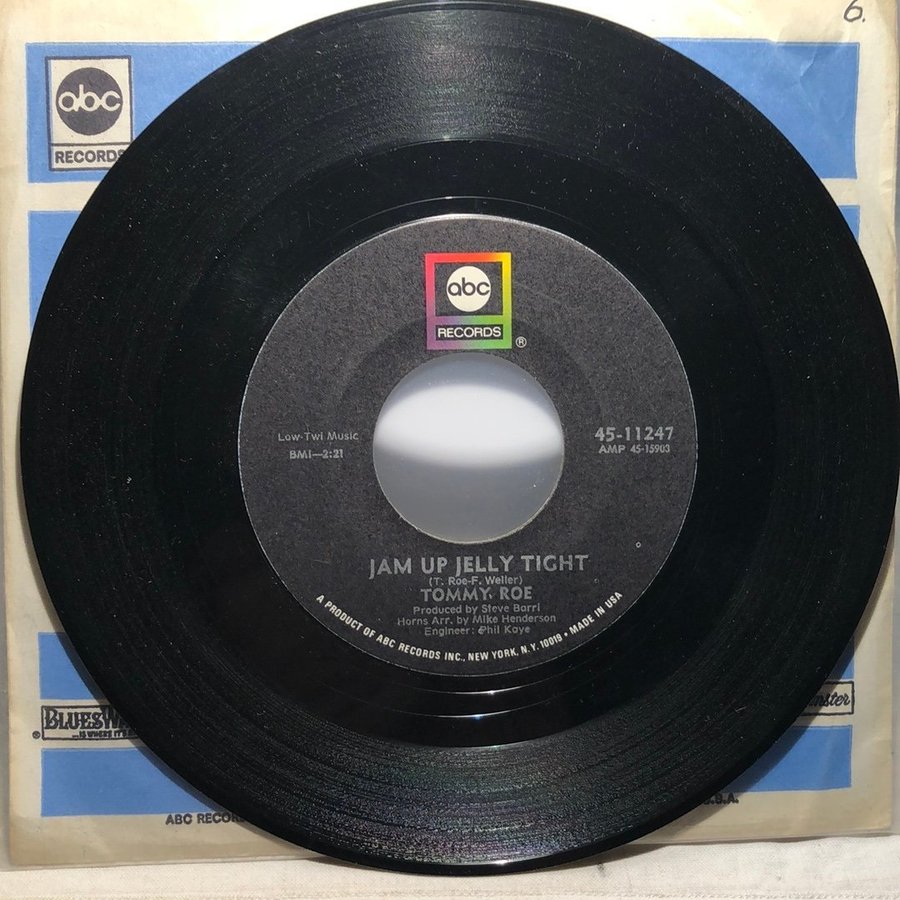 6.
abc
RECORDS
abc
RECORDS ®
Low-Twi Music
BMI—2:21
45-11247
AMP 45-15903
JAM UP JELLY TIGHT
(T. Roe-F. Weller)
TOMMY ROE
Produced by Steve Barri
Horns Arr. by Mike Henderson
Engineer: Phil Kaye
A PRODUCT OF ABC RECORDS INC., NEW YORK, N.Y. 10019 • MADE IN USA
®
ABC